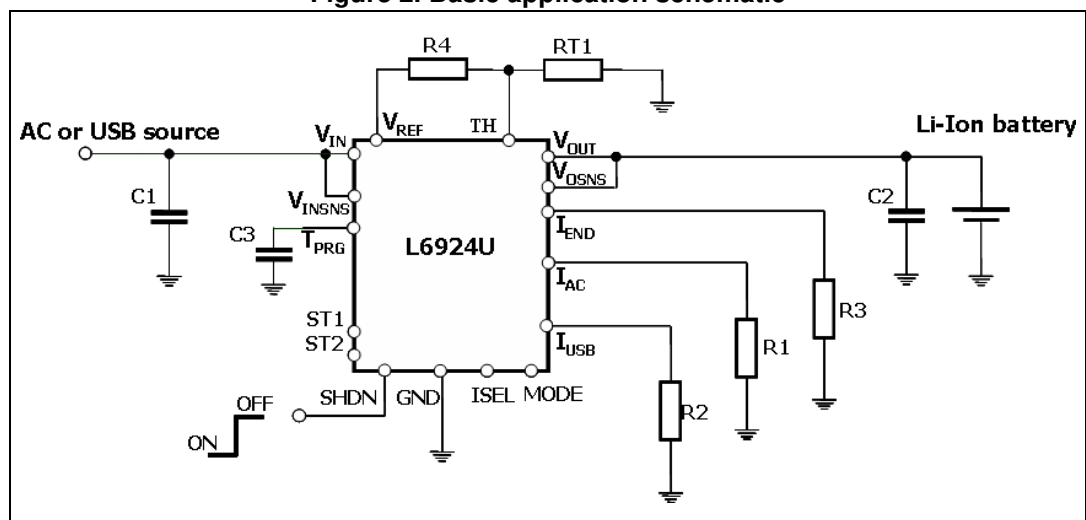 Figure 2. Basic application schematic
R4
RT1
AC or USB source
VIN
VREF
TH
VOUT
Li-Ion battery
VOSNS
C1
VINSNS
C2
IEND
C3
TPRG
L6924U
IAC
ST1
R3
ST2
IUSB
R1
SHDN
GND
ISEL
MODE
R2
OFF
ON